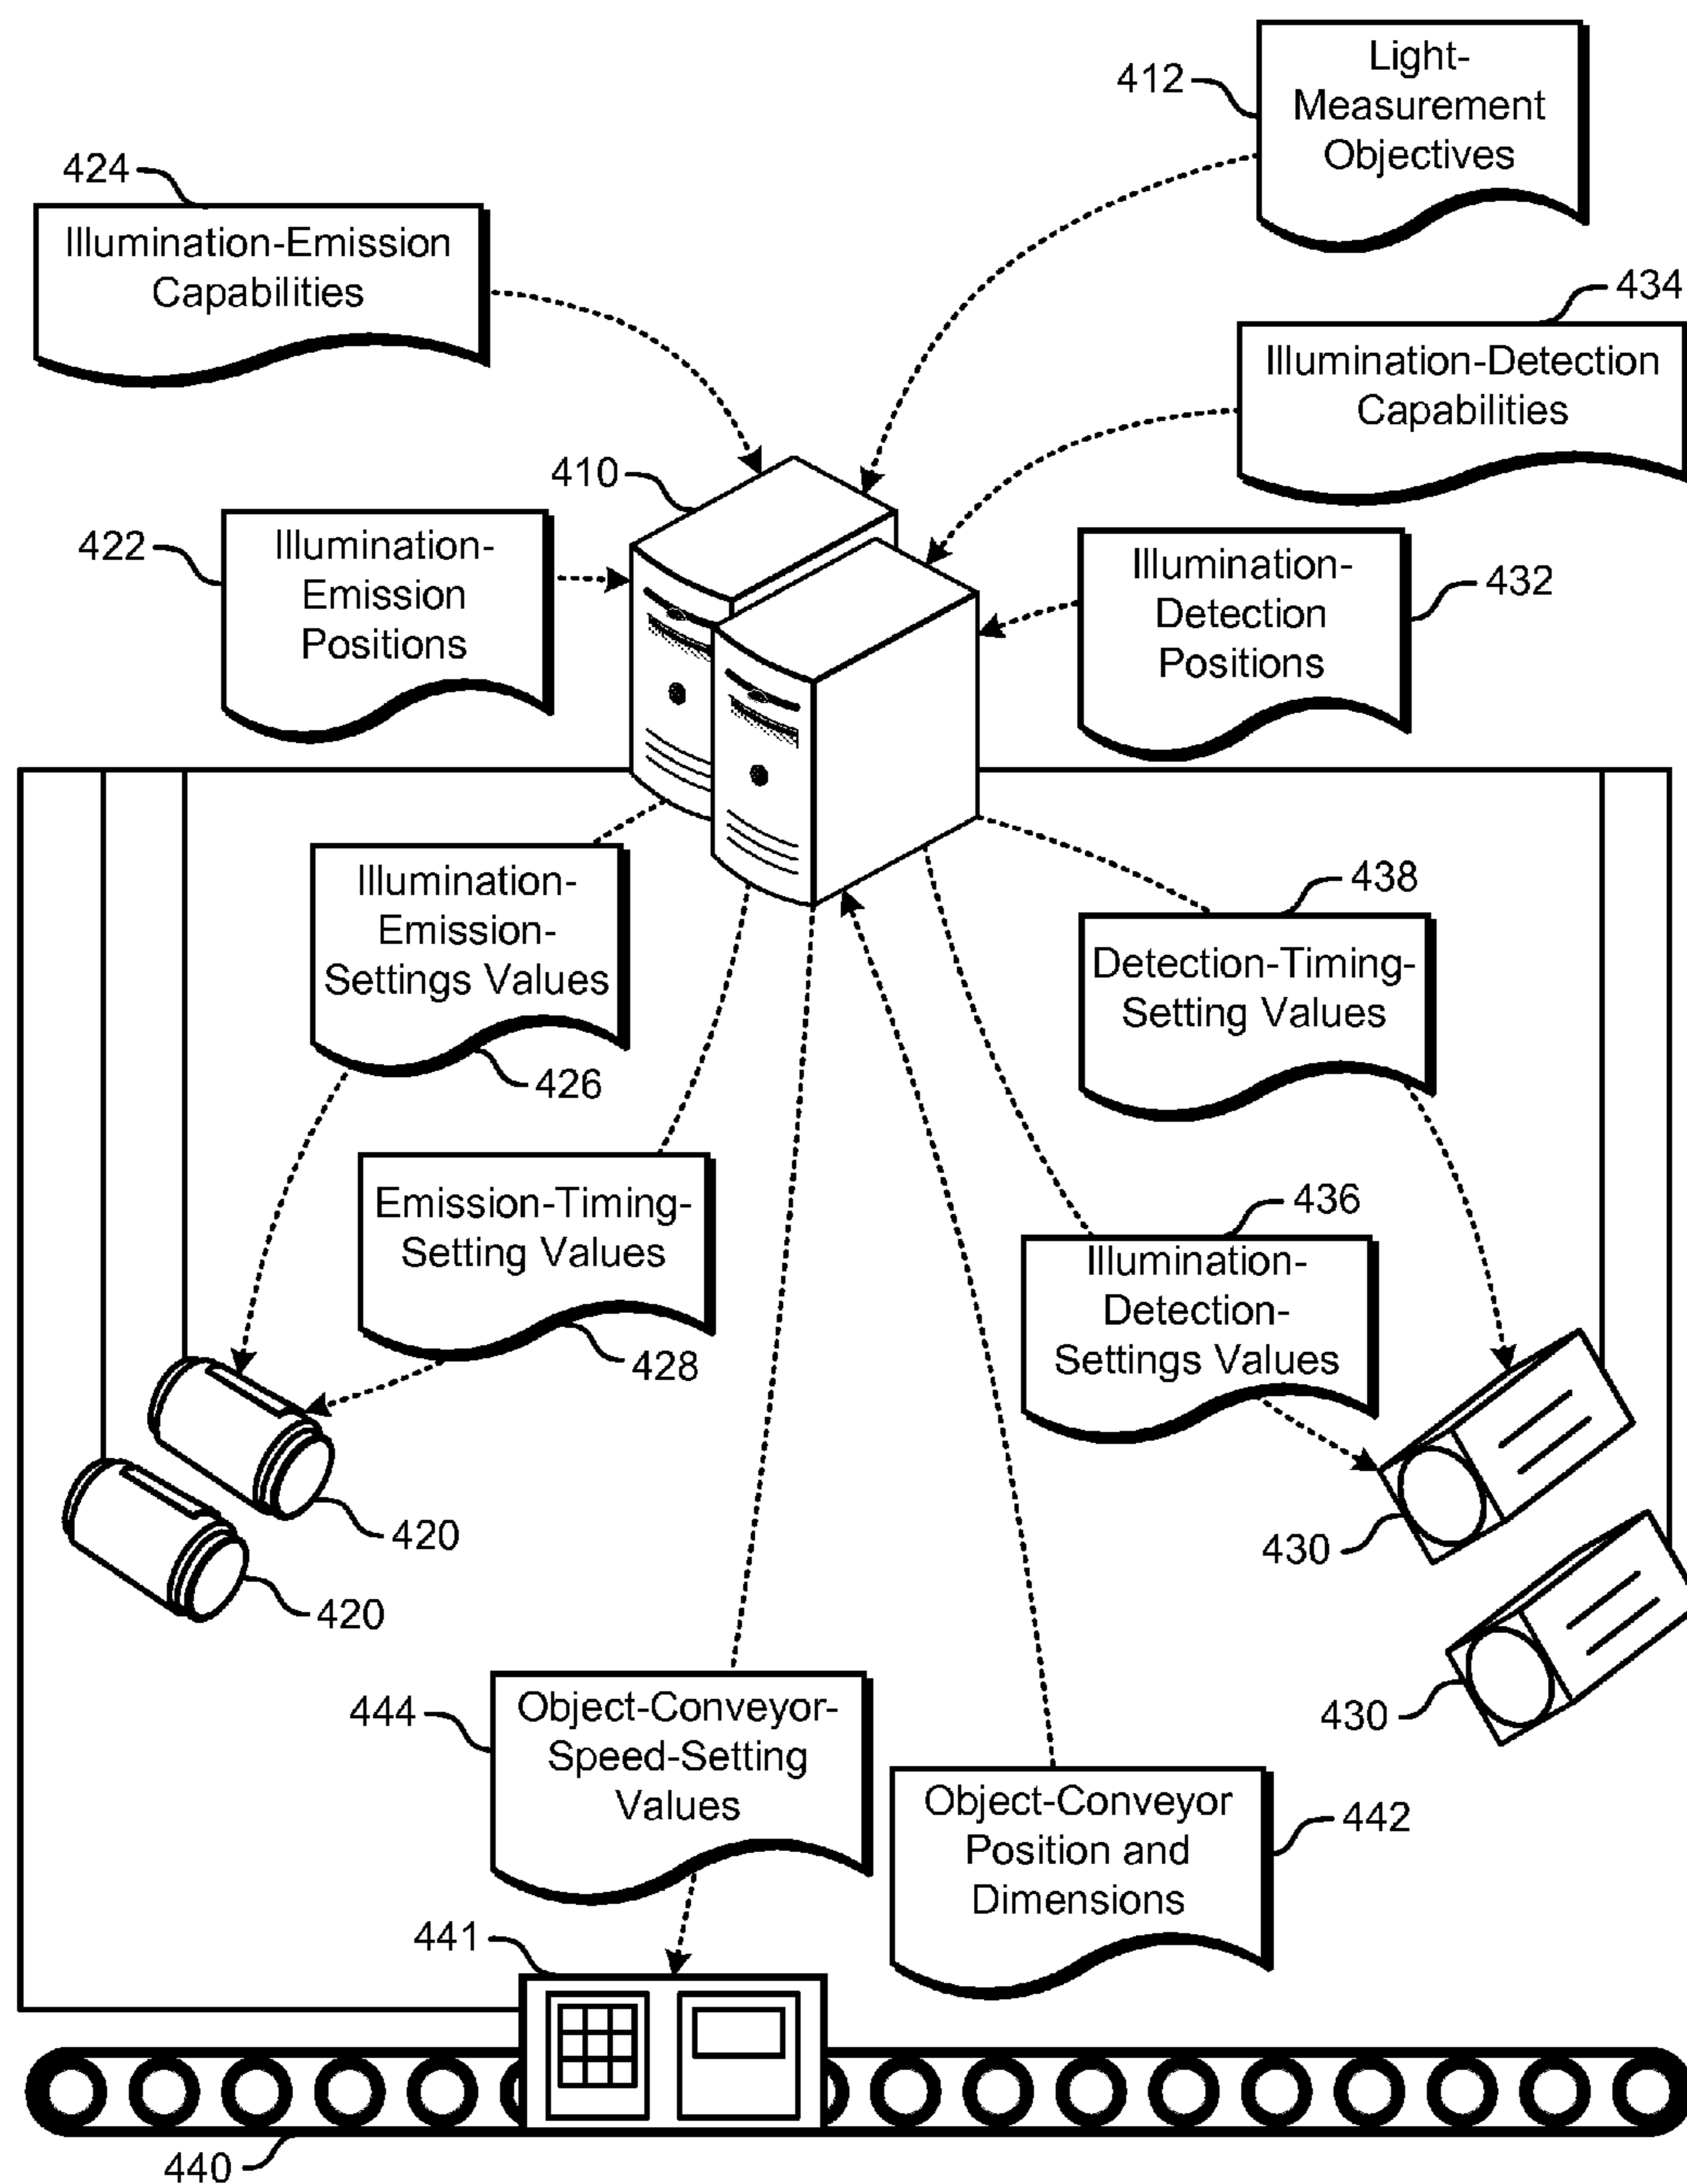 412
Light-
Measurement
Objectives
424
Illumination-Emission
Capabilities
434
Illumination-Detection
Capabilities
410
422
Illumination-
Emission
Positions
Illumination-
Detection
Positions
432
Illumination-
Emission-
Settings Values
426
438
Detection-Timing-
Setting Values
Emission-Timing-
Setting Values
428
436
Illumination-
Detection-
Settings Values
420
420
430
430
444
Object-Conveyor-
Speed-Setting
Values
Object-Conveyor
Position and
Dimensions
442
441
440